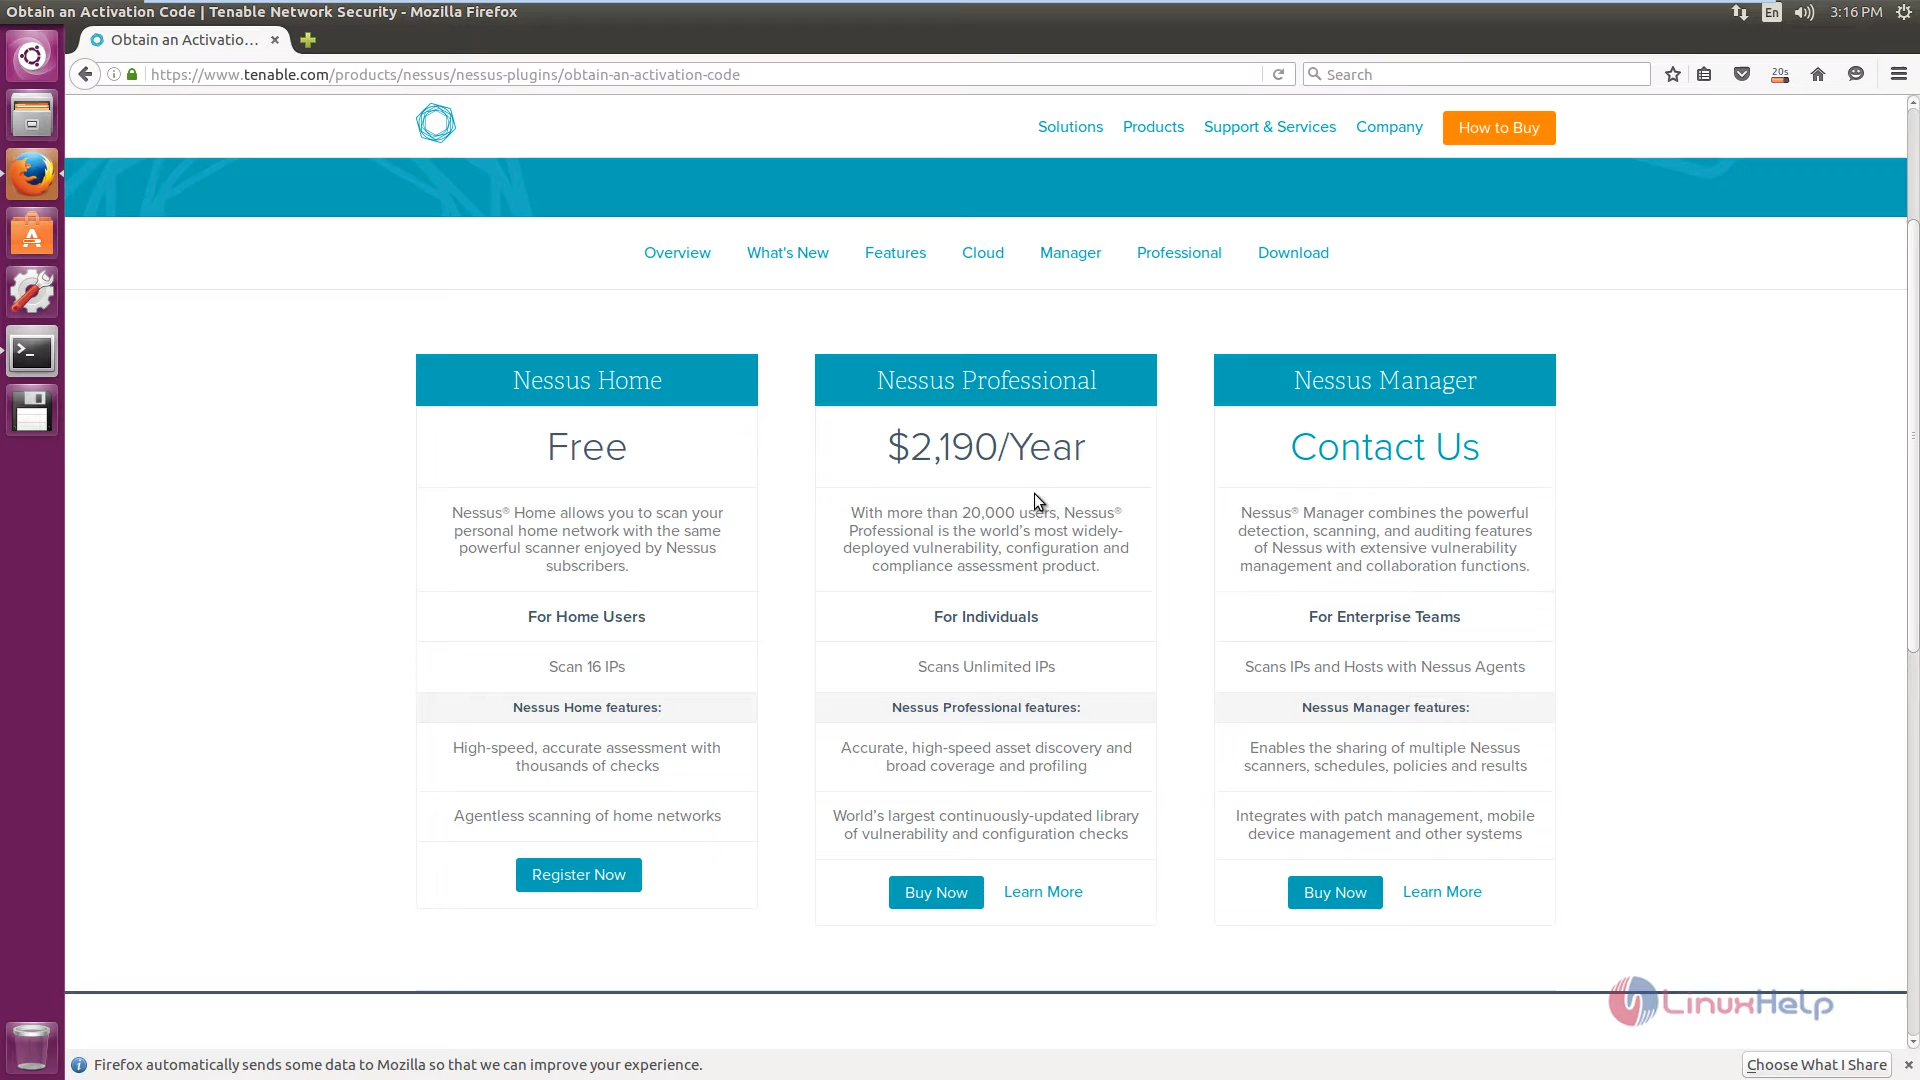 Obtain an Activation Code | Tenable Network Security - Mozilla Firefox
En
3:16 PM
Obtain an Activatio...
https://www.tenable.com/products/nessus/nessus-plugins/obtain-an-activation-code
Search
20s
Solutions
Products
Support & Services
Company
How to Buy
Overview
What's New
Features
Cloud
Manager
Professional
Download
Nessus Home
Free
Nessus® Home allows you to scan your
personal home network with the same
powerful scanner enjoyed by Nessus
subscribers.
For Home Users
Scan 16 IPs
Nessus Home features:
High-speed, accurate assessment with
thousands of checks
Agentless scanning of home networks
Register Now
Nessus Professional
$2,190/Year
With more than 20,000 users, Nessus®
Professional is the world's most widely-
deployed vulnerability, configuration and
compliance assessment product.
For Individuals
Scans Unlimited IPs
Nessus Professional features:
Accurate, high-speed asset discovery and
broad coverage and profiling
World's largest continuously-updated library
of vulnerability and configuration checks
Buy Now
Learn More
Nessus Manager
Contact Us
Nessus® Manager combines the powerful
detection, scanning, and auditing features
of Nessus with extensive vulnerability
management and collaboration functions.
For Enterprise Teams
Scans IPs and Hosts with Nessus Agents
Nessus Manager features:
Enables the sharing of multiple Nessus
scanners, schedules, policies and results
Integrates with patch management, mobile
device management and other systems
Buy Now
Learn More
LinuxHelp
Firefox automatically sends some data to Mozilla so that we can improve your experience.
Choose What I Share